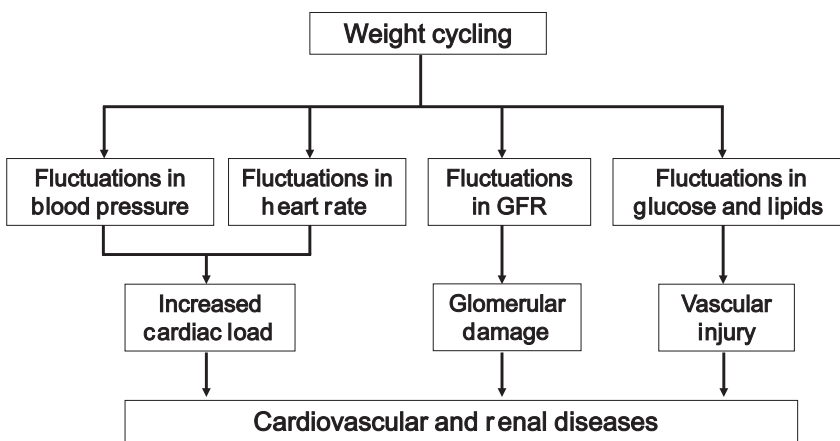 Weight cycling
Fluctuations in
blood pressure
Fluctuations in
heart rate
Fluctuations
in GFR
Fluctuations in
glucose and lipids
Increased
cardiac load
Glomerular
damage
Vascular
injury
Cardiovascular and renal diseases